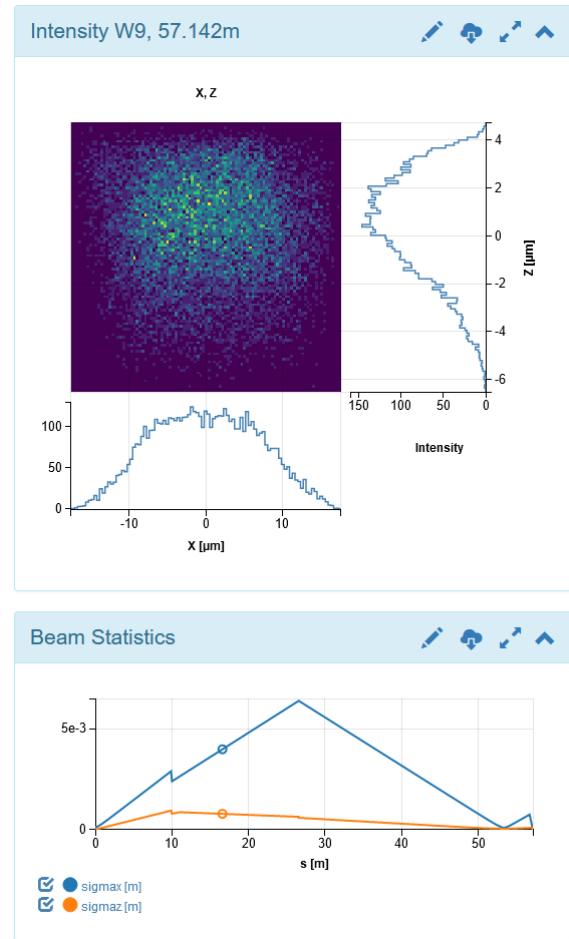 Intensity W9, 57.142m
X, Z
4
2
0
-2
-4
-6
Z [µm]
150 100 50 0
Intensity
100
50
0
-10 0 10
X [µm]
Beam Statistics
5e-3
0
0 10 20 30 40 50
s [m]
sigmax [m]
sigmaz [m]